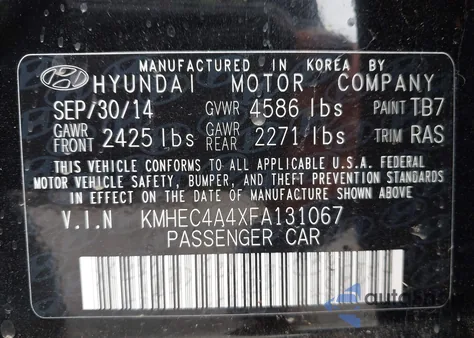 MANUFACTURED IN KOREA BY
HYUNDAI MOTOR COMPANY
SEP/30/14 GVWR 4586 lbs PAINT TB7
GAWR FRONT 2425 lbs GAWR REAR 2271 lbs TRIM RAS
THIS VEHICLE CONFORMS TO ALL APPLICABLE U.S.A. FEDERAL
MOTOR VEHICLE SAFETY, BUMPER, AND THEFT PREVENTION STANDARDS
IN EFFECT ON THE DATE OF MANUFACTURE SHOWN ABOVE
V.I.N KMHEC4A4XFA131067
PASSENGER CAR